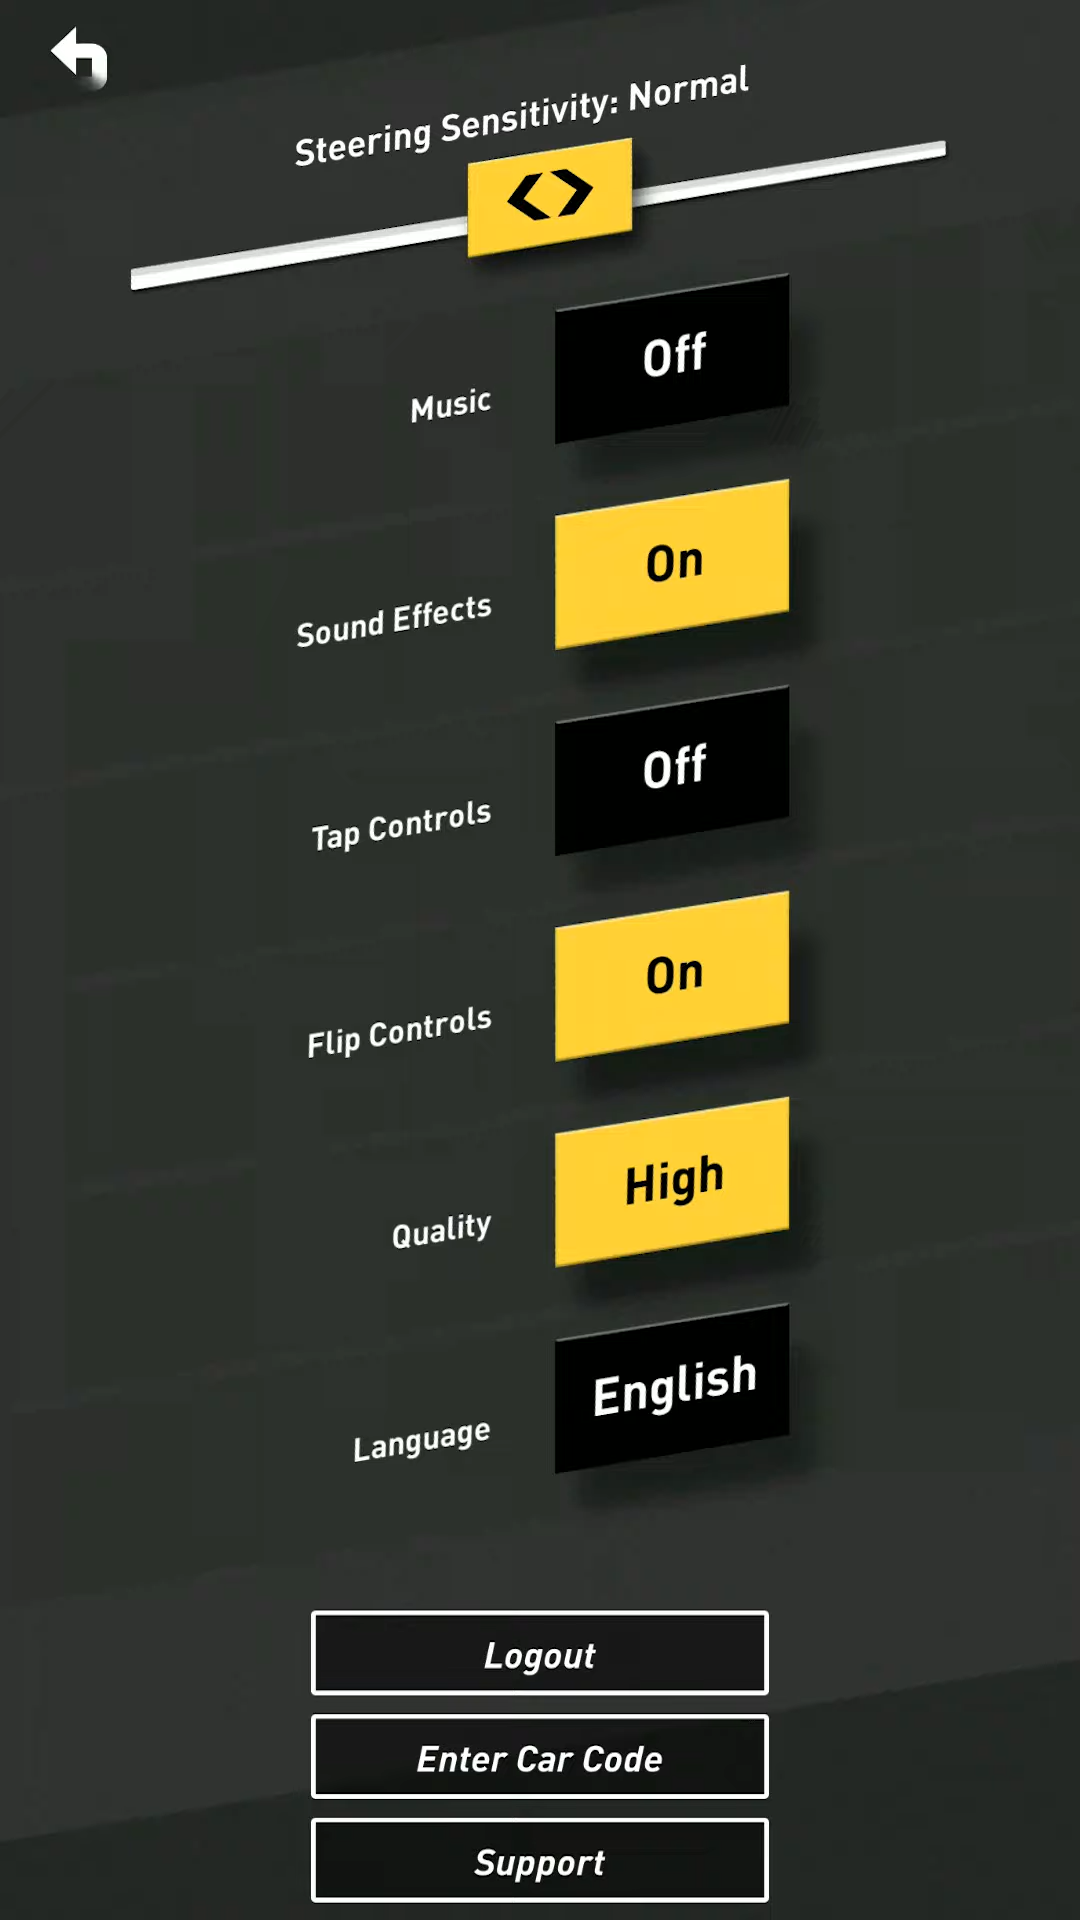 Steering Sensitivity: Normal
Music Off
Sound Effects On
Tap Controls Off
Flip Controls On
Quality High
Language English
Logout
Enter Car Code
Support